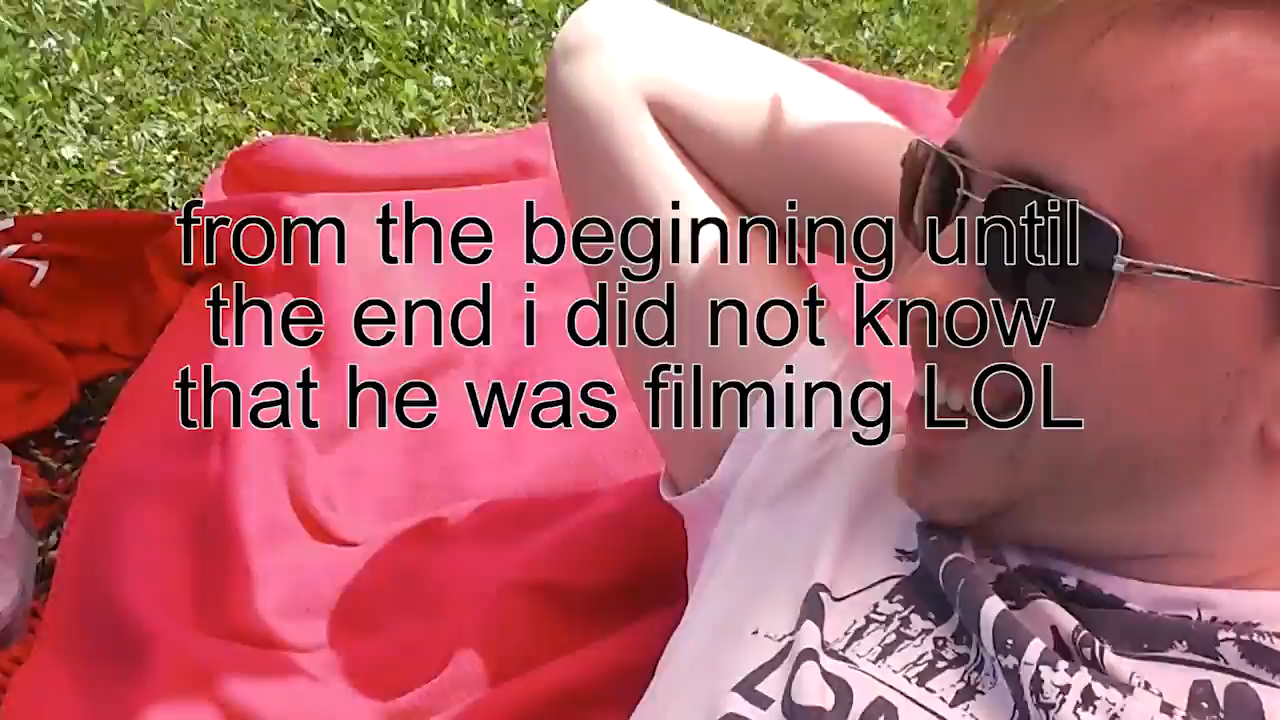 from the beginning until
the end i did not know
that he was filming LOL